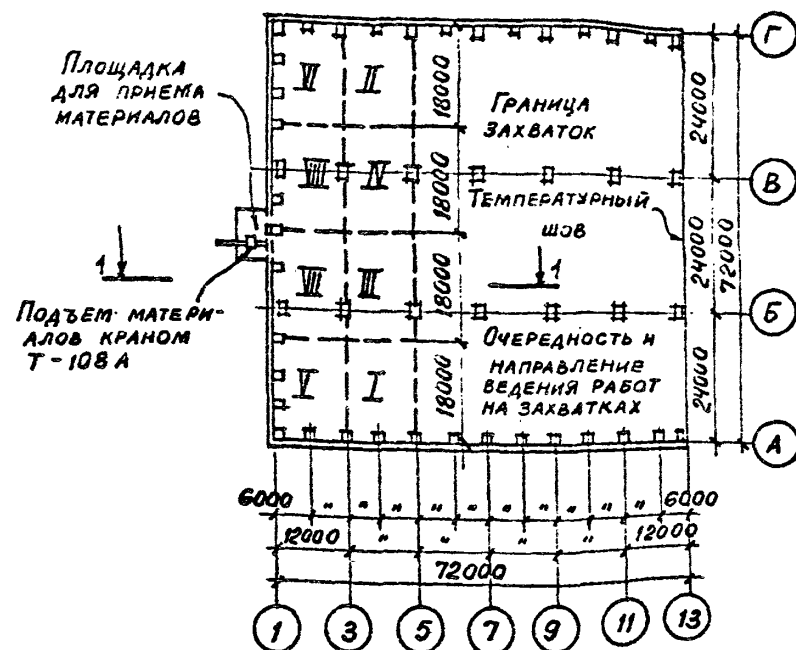 Площадка
для приема
материалов
VI
II
18000
Граница
захваток
24000
Г
VIII
IV
18000
Температурный
шов
В
1
1
24000
72000
VII
III
18000
Подъем матери-
алов краном
Т-108А
Б
Очередность и
направление
ведения работ
на захватках
V
I
18000
24000
А
6000 " " " " " " " " 6000
12000 " " " " 12000
72000
1 3 5 7 9 11 13